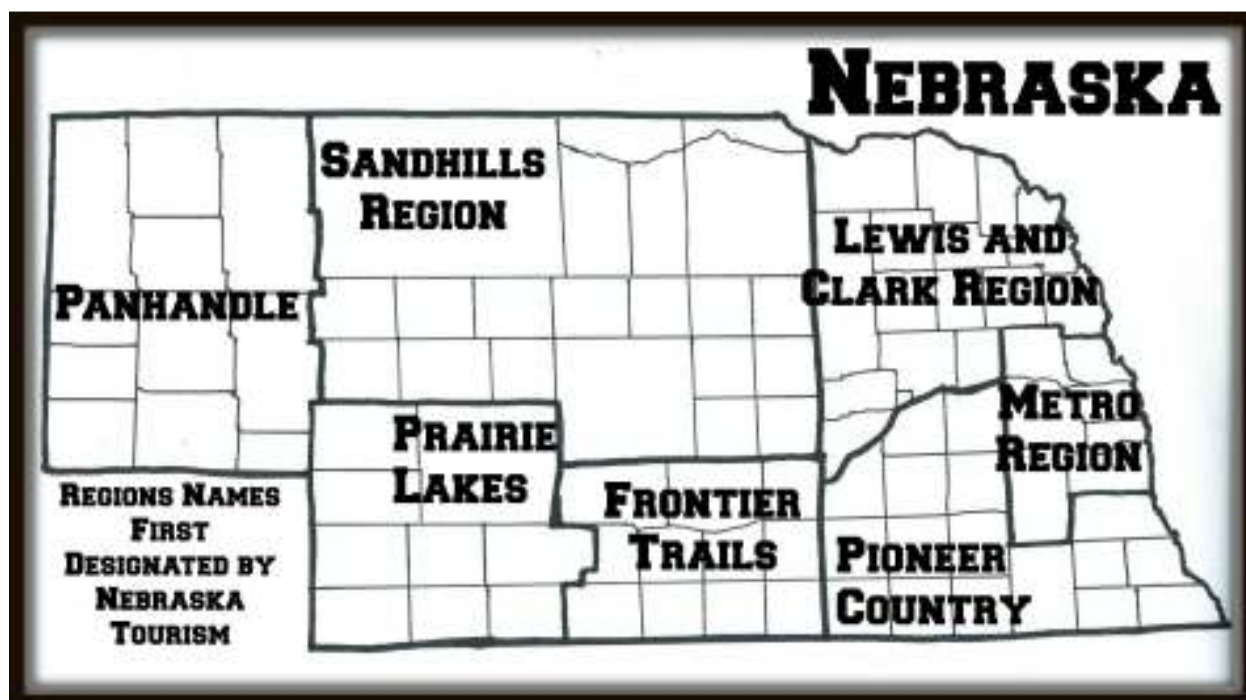 NEBRASKA
SANDHILLS
REGION
LEWIS AND
CLARK REGION
PANHANDLE
METRO
REGION
PRAIRIE
LAKES
FRONTIER
TRAILS
PIONEER
COUNTRY
REGIONS NAMES
FIRST
DESIGNATED BY
NEBRASKA
TOURISM